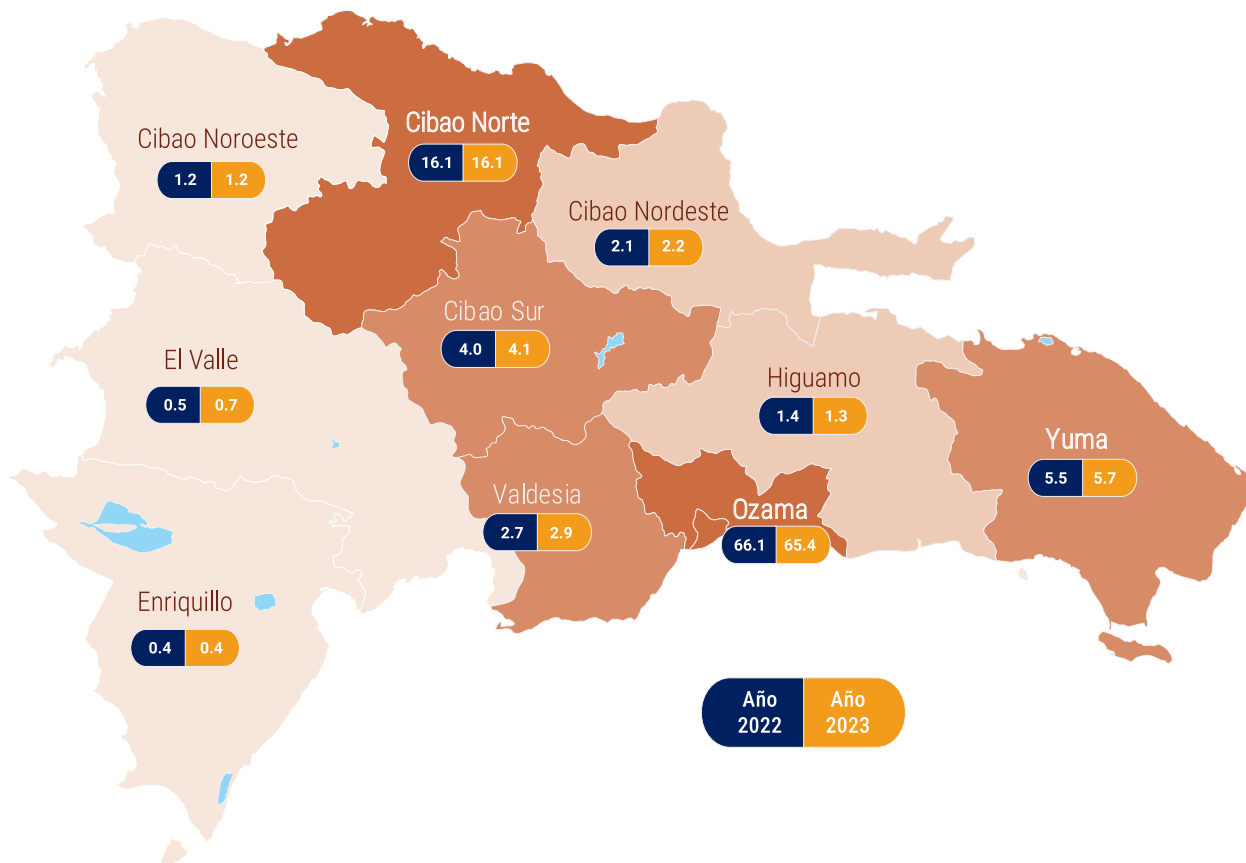 Cibao Norte
16.1 16.1
Cibao Noroeste
1.2 1.2
Cibao Nordeste
2.1 2.2
Cibao Sur
4.0 4.1
El Valle
0.5 0.7
Higuamo
1.4 1.3
Yuma
5.5 5.7
Valdesia
2.7 2.9
Ozama
66.1 65.4
Enriquillo
0.4 0.4
Año Año
2022 2023